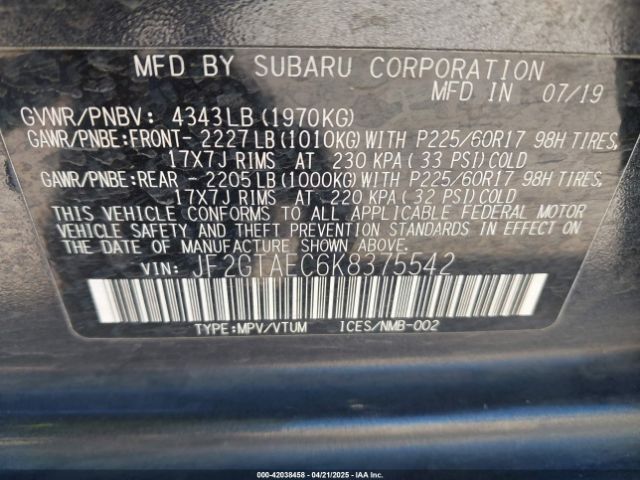 MFD BY SUBARU CORPORATION
MFD IN 07/19
GVWR/PNBV: 4343LB (1970KG)
GAWR/PNBE:FRONT- 2227LB(1010KG)WITH P225/60R17 98H TIRES,
17X7J RIMS AT 230 KPA (33 PSI)COLD
GAWR/PNBE:REAR - 2205LB(1000KG)WITH P225/60R17 98H TIRES,
17X7J RIMS AT 220 KPA (32 PSI)COLD
THIS VEHICLE CONFORMS TO ALL APPLICABLE FEDERAL MOTOR
VEHICLE SAFETY AND THEFT PREVENTION STANDARDS IN EFFECT ON
THE DATE OF MANUFACTURE SHOWN ABOVE.
VIN: JF2GTAEC6K8375542
TYPE:MPV/VTUM ICES/NMB-002
000-42038458 - 04/21/2025 - IAAI.COM